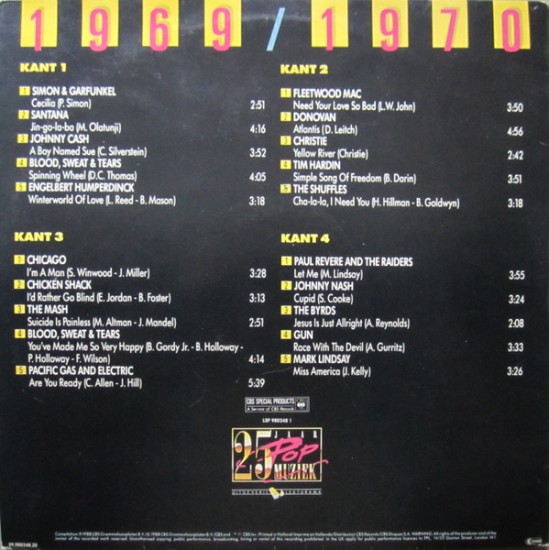 1969/1970
KANT 1
1 SIMON & GARFUNKEL
Cecilia (P. Simon) 2:51
2 SANTANA
Jin-go-la-ba (M. Olatunji) 4:16
3 JOHNNY CASH
A Boy Named Sue (C. Silverstein) 3:52
4 BLOOD, SWEAT & TEARS
Spinning Wheel (D.C. Thomas) 4:05
5 ENGELBERT HUMPERDINCK
Winterworld Of Love (L. Reed - B. Mason) 3:18
KANT 2
1 FLEETWOOD MAC
Need Your Love So Bad (L.W. John) 3:50
2 DONOVAN
Atlantis (D. Leitch) 4:56
3 CHRISTIE
Yellow River (Christie) 2:42
4 TIM HARDIN
Simple Song Of Freedom (B. Darin) 3:51
5 THE SHUFFLES
Cha-la-la, I Need You (H. Hillman - B. Goldwyn) 3:18
KANT 3
1 CHICAGO
I'm A Man (S. Winwood - J. Miller) 3:28
2 CHICKEN SHACK
I'd Rather Go Blind (E. Jordan - B. Foster) 3:13
3 THE MASH
Suicide Is Painless (M. Altman - J. Mandel) 2:51
4 BLOOD, SWEAT & TEARS
You've Made Me So Very Happy (B. Gordy Jr. - B. Holloway -
P. Holloway - F. Wilson) 4:14
5 PACIFIC GAS AND ELECTRIC
Are You Ready (C. Allen - J. Hill) 5:39
KANT 4
1 PAUL REVERE AND THE RAIDERS
Let Me (M. Lindsay) 3:55
2 JOHNNY NASH
Cupid (S. Cooke) 3:24
3 THE BYRDS
Jesus Is Just Allright (A. Reynolds) 2:08
4 GUN
Race With The Devil (A. Gurritz) 3:33
5 MARK LINDSAY
Miss America (J. Kelly) 3:26
CBS SPECIAL PRODUCTS
A Service of CBS Records
LSP 980348 1
25 JAAR
Pop
MUZIEK